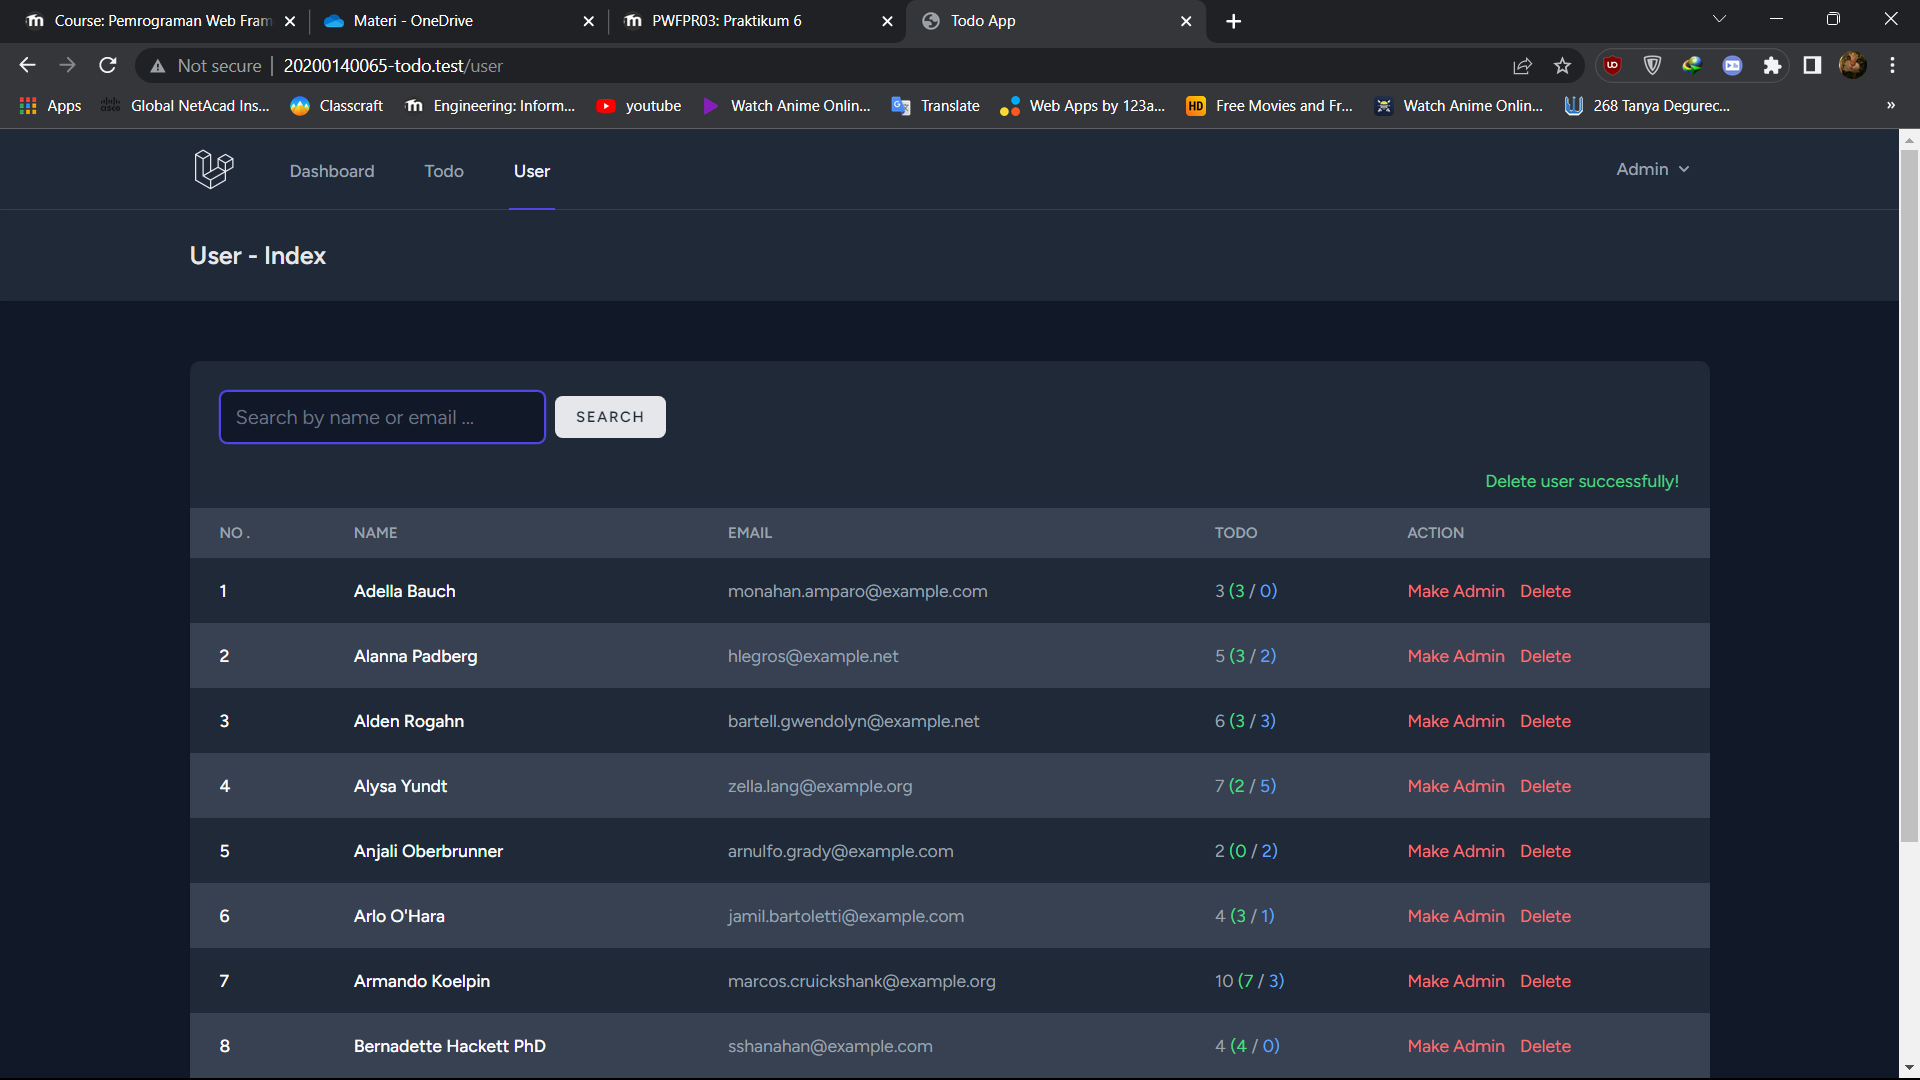 Course: Pemrograman Web Fram
Materi - OneDrive
PWFPR03: Praktikum 6
Todo App
Not secure
20200140065-todo.test/user
Apps
Global NetAcad Ins...
Classcraft
Engineering: Inform...
youtube
Watch Anime Onlin...
Translate
Web Apps by 123a...
HD
Free Movies and Fr...
Watch Anime Onlin...
268 Tanya Degurec...
»
Dashboard
Todo
User
Admin
User - Index
Search by name or email ...
SEARCH
Delete user successfully!
NO . NAME EMAIL TODO ACTION
1 Adella Bauch monahan.amparo@example.com 3 (3 / 0) Make Admin Delete
2 Alanna Padberg hlegros@example.net 5 (3 / 2) Make Admin Delete
3 Alden Rogahn bartell.gwendolyn@example.net 6 (3 / 3) Make Admin Delete
4 Alysa Yundt zella.lang@example.org 7 (2 / 5) Make Admin Delete
5 Anjali Oberbrunner arnulfo.grady@example.com 2 (0 / 2) Make Admin Delete
6 Arlo O'Hara jamil.bartoletti@example.com 4 (3 / 1) Make Admin Delete
7 Armando Koelpin marcos.cruickshank@example.org 10 (7 / 3) Make Admin Delete
8 Bernadette Hackett PhD sshanahan@example.com 4 (4 / 0) Make Admin Delete